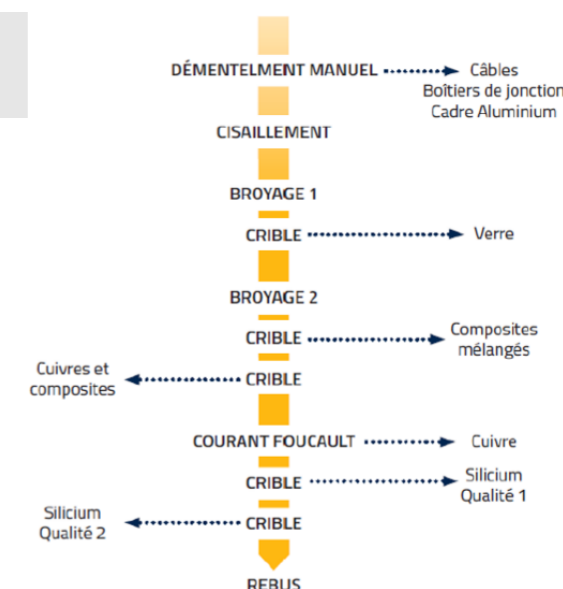 DÉMENTELMENT MANUEL
Câbles
Boîtiers de jonction
Cadre Aluminium
CISAILLEMENT
BROYAGE 1
CRIBLE
Verre
BROYAGE 2
CRIBLE
Composites
mélangés
Cuivres et
composites
CRIBLE
COURANT FOUCAULT
Cuivre
CRIBLE
Silicium
Qualité 1
Silicium
Qualité 2
CRIBLE
REBUS